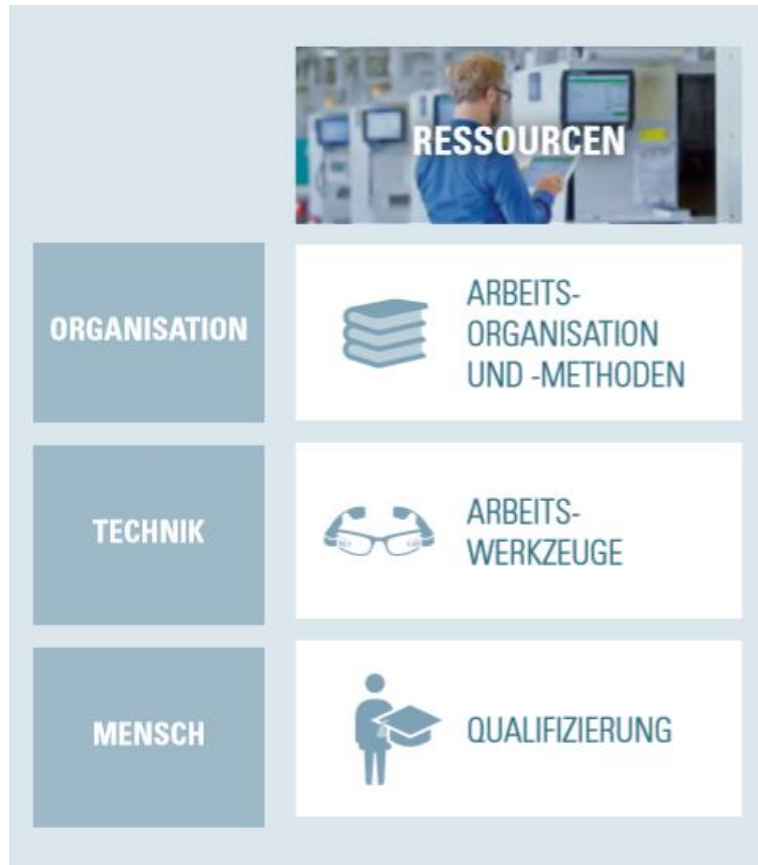 RESSOURCEN
ORGANISATION
ARBEITS-
ORGANISATION
UND -METHODEN
TECHNIK
ARBEITS-
WERKZEUGE
MENSCH
QUALIFIZIERUNG